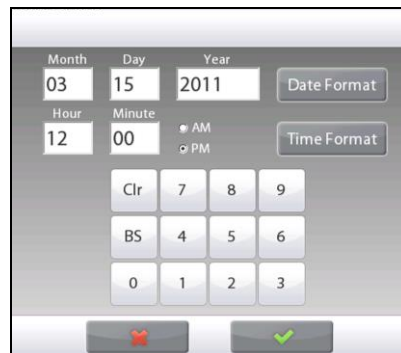 Month Day Year
03 15 2011 Date Format
Hour Minute
12 00 AM
PM Time Format
Clr 7 8 9
BS 4 5 6
0 1 2 3